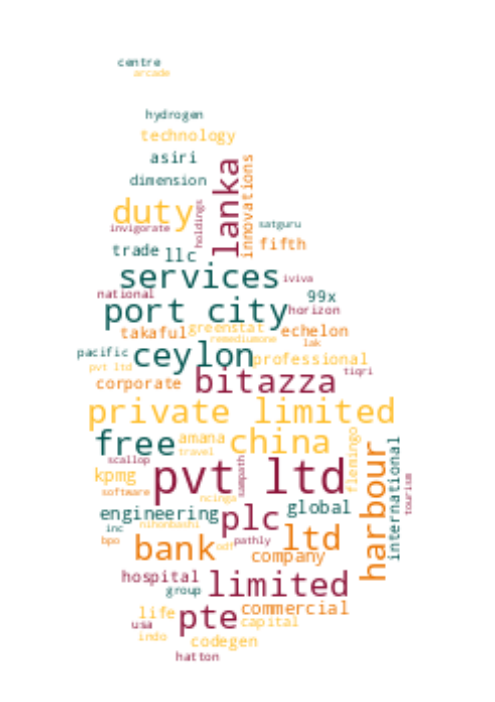 centre
arcade
hydrogen
technology
asiri
lanka
innovations
dimension
duty
holdings
invigorate
satguru
trade
llc
fifth
services
iviva
national
99x
port city
horizon
takaful
greenstat
echelon
remediumone
lak
pacific
ceylon
professional
pvt ltd
tiqri
corporate
bitazza
private limited
free
amana
china
travel
flemingo
harbour
international
scallop
pvt ltd
sampath
kpmg
tourism
software
ncinga
engineering
plc
global
nihonbashi
inc
ltd
bpo
bank
odf
pathly
company
hospital
limited
group
commercial
life
pte
usa
capital
indo
codegen
hatton